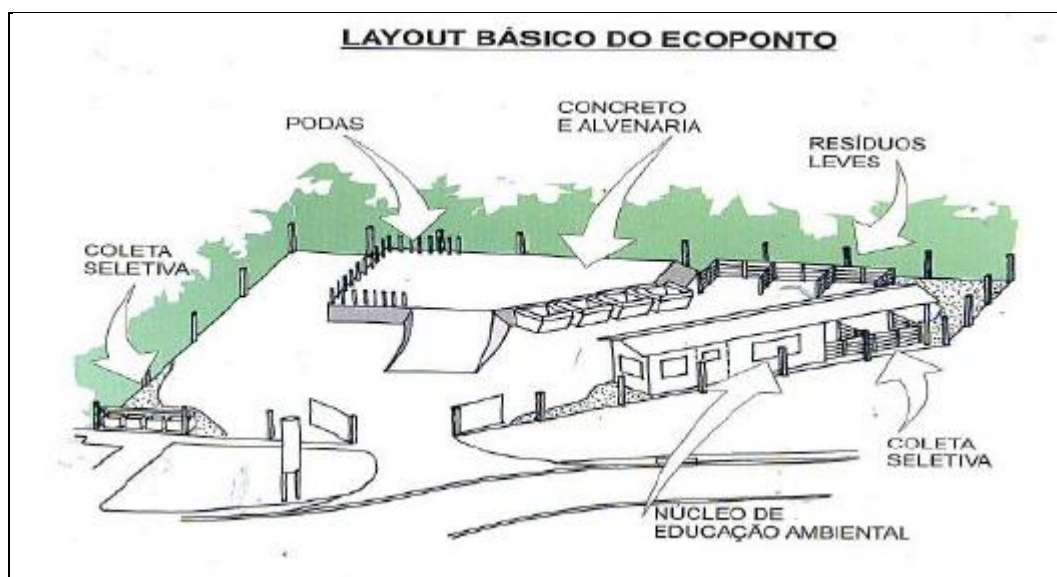 LAYOUT BÁSICO DO ECOPONTO
PODAS
CONCRETO
E ALVENARIA
RESÍDUOS
LEVES
COLETA
SELETIVA
COLETA
SELETIVA
NÚCLEO DE
EDUCAÇÃO AMBIENTAL